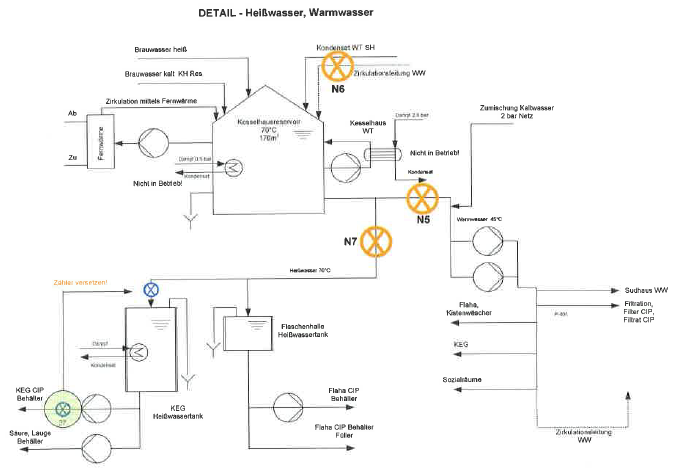 DETAIL - Heißwasser, Warmwasser
Brauwasser heiß
Kondensat WT SH
Brauwasser kalt KH Res.
Zirkulationsleitung WW
N6
Zirkulation mittels Fernwärme
Ab
Zu
Fernwärme
Kesselhausreservoir
70°C
170m³
Kesselhaus
WT
Dampf 2.5 bar
Zumischung Kaltwasser
2 bar Netz
Dampf 0.5 bar
Kondensat
Nicht in Betrieb!
Nicht in Betrieb!
Kondensat
N5
N7
Warmwasser 45°C
Heißwasser 70°C
Zähler versetzen!
Sudhaus WW
Flaha,
Kistenwäscher
Filtration,
Filter CIP,
Filtrat CIP
Dampf
Kondensat
Flaschenhalle
Heißwassertank
KEG
Sozialräume
KEG CIP
Behälter
KEG
Heißwassertank
Flaha CIP
Behälter
Säure, Lauge
Behälter
Flaha CIP Behälter
Füller
Zirkulationsleitung
WW